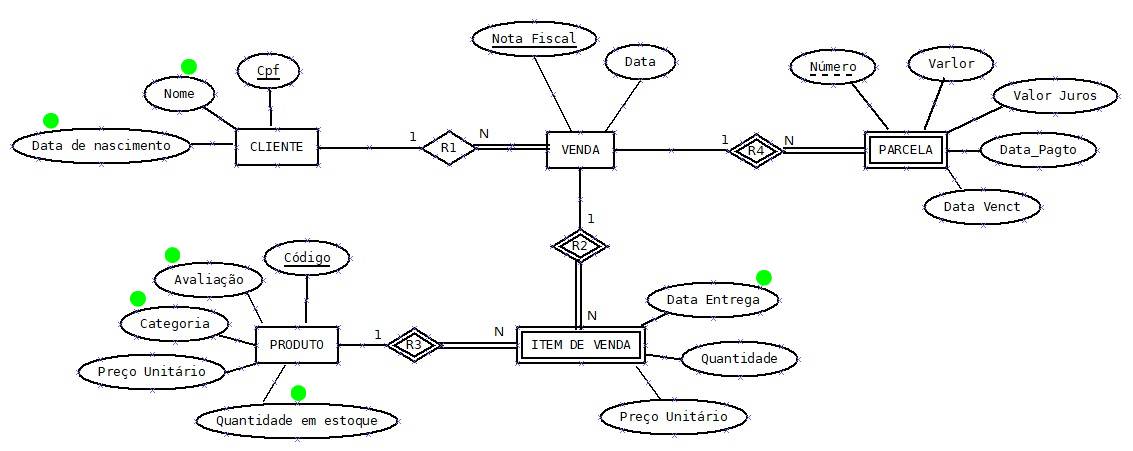 Nota Fiscal
Data
Cpf
Nome
Data de nascimento
CLIENTE
1
R1
N
VENDA
1
R4
N
PARCELA
Número
Varlor
Valor Juros
Data_Pagto
Data Venct
1
R2
N
Código
Avaliação
Categoria
Preço Unitário
Quantidade em estoque
PRODUTO
1
R3
N
ITEM DE VENDA
Data Entrega
Quantidade
Preço Unitário